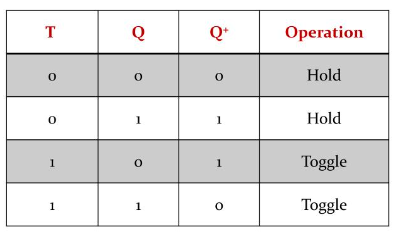 T Q Q⁺ Operation
0 0 0 Hold
0 1 1 Hold
1 0 1 Toggle
1 1 0 Toggle